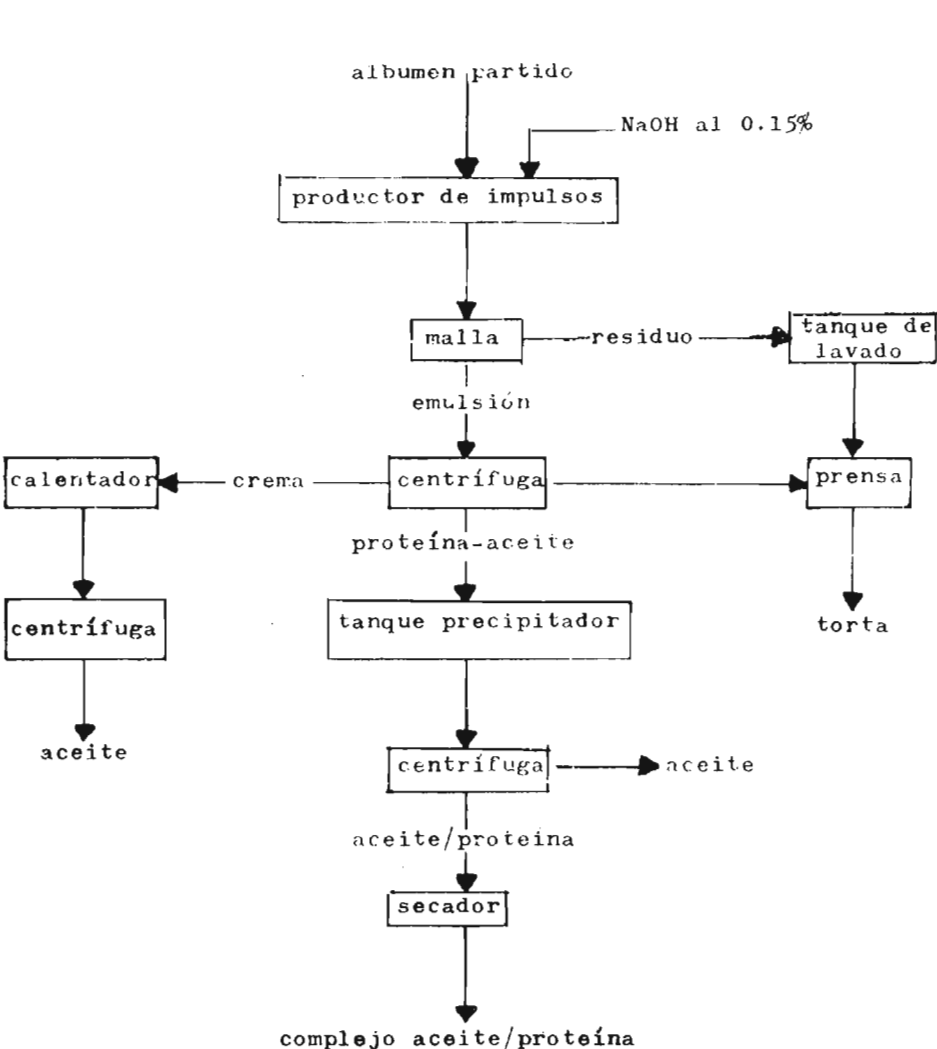 albumen partido
NaOH al 0.15%
productor de impulsos
malla
residuo
tanque de
lavado
emulsión
calentador
crema
centrífuga
prensa
proteína-aceite
centrífuga
tanque precipitador
torta
aceite
centrífuga
aceite
aceite/proteina
secador
complejo aceite/proteína